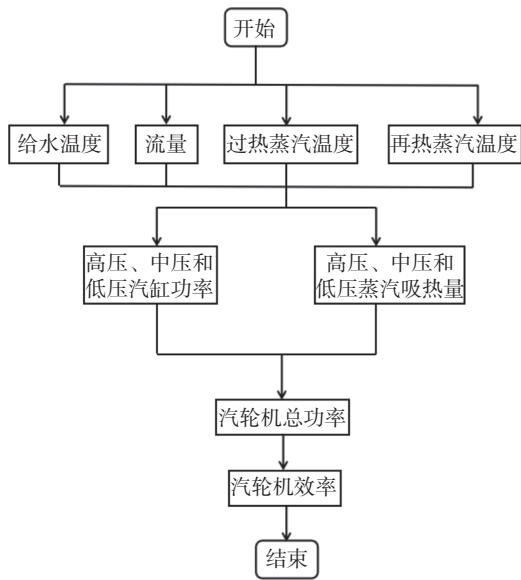 开始
给水温度
流量
过热蒸汽温度
再热蒸汽温度
高压、中压和
低压汽缸功率
高压、中压和
低压蒸汽吸热量
汽轮机总功率
汽轮机效率
结束